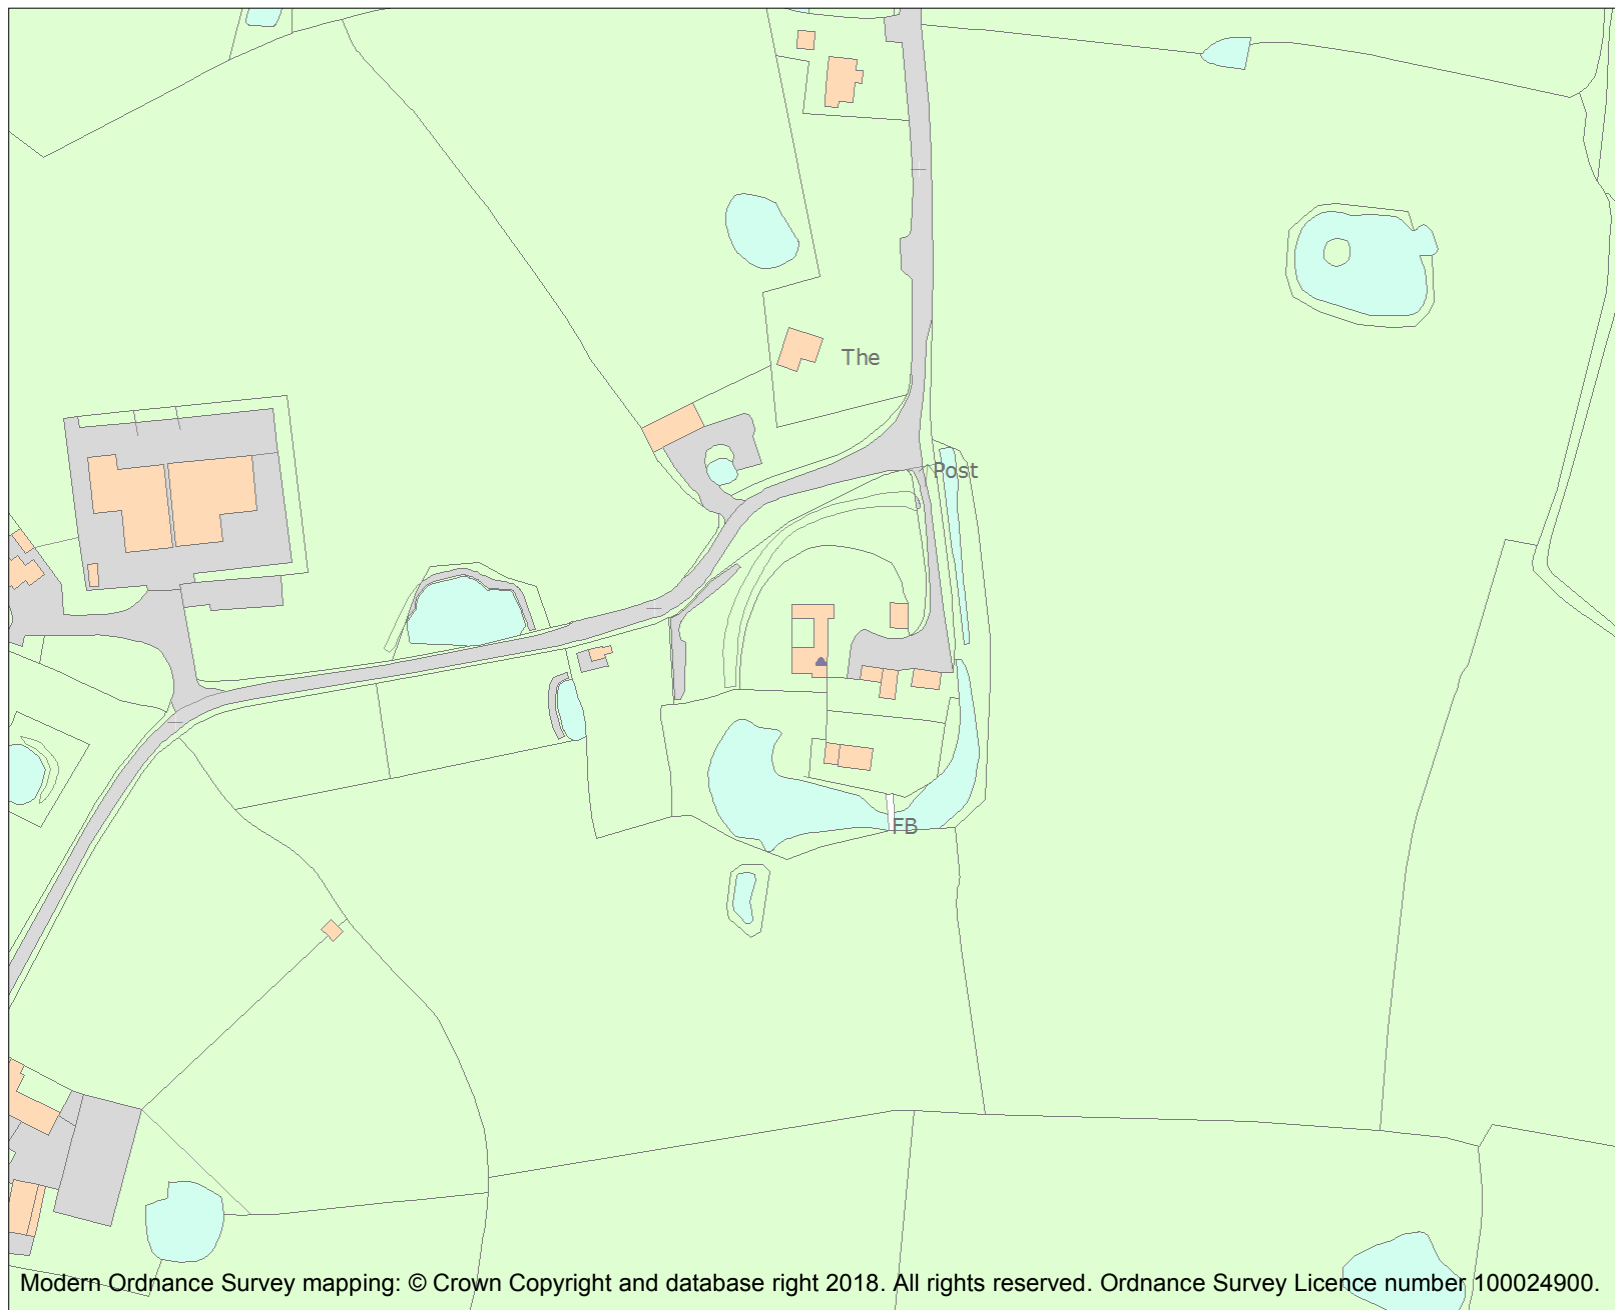 The
Post
FB
Modern Ordnance Survey mapping: © Crown Copyright and database right 2018. All rights reserved. Ordnance Survey Licence number 100024900.